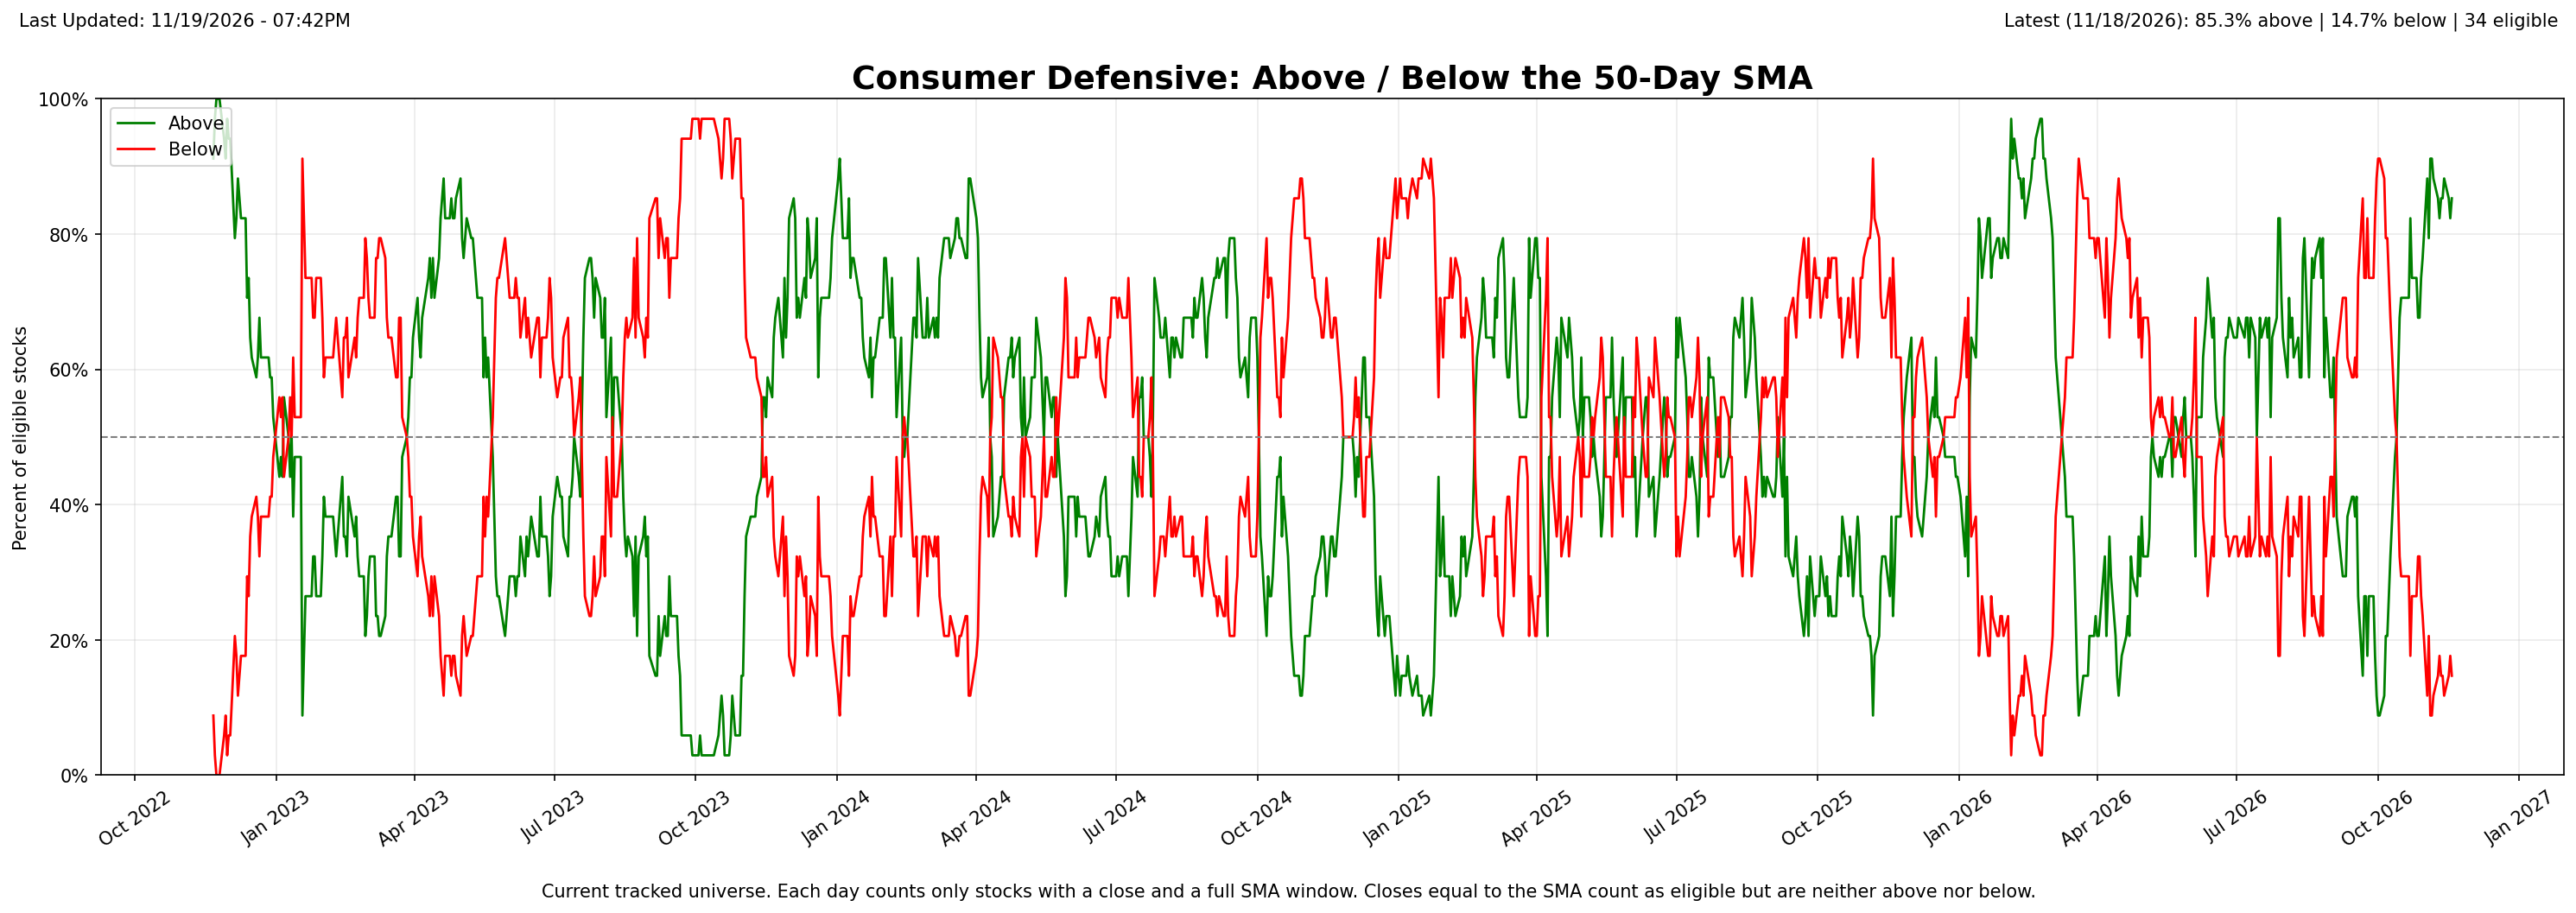 Last Updated: 11/19/2026 - 07:42PM
Latest (11/18/2026): 85.3% above | 14.7% below | 34 eligible
Consumer Defensive: Above / Below the 50-Day SMA
Above
Below
Percent of eligible stocks
100%
80%
60%
40%
20%
0%
Oct 2022
Jan 2023
Apr 2023
Jul 2023
Oct 2023
Jan 2024
Apr 2024
Jul 2024
Oct 2024
Jan 2025
Apr 2025
Jul 2025
Oct 2025
Jan 2026
Apr 2026
Jul 2026
Oct 2026
Jan 2027
Current tracked universe. Each day counts only stocks with a close and a full SMA window. Closes equal to the SMA count as eligible but are neither above nor below.